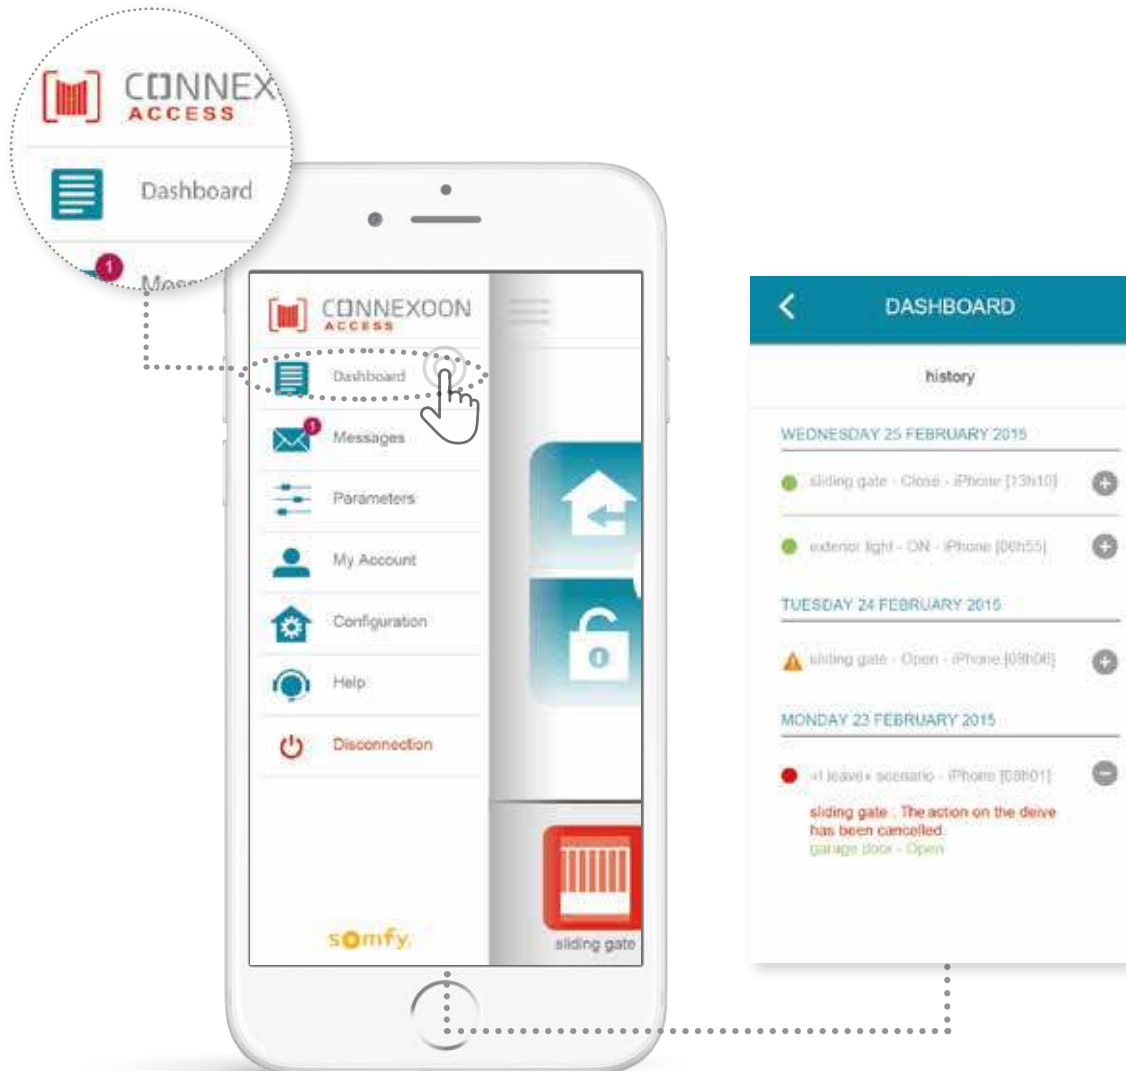 CONNEX
ACCESS
Dashboard
1
CONNEXOON
ACCESS
Dashboard
1
Messages
Parameters
My Account
Configuration
Help
Disconnection
somfy.
sliding gate
DASHBOARD
history
WEDNESDAY 25 FEBRUARY 2015
sliding gate - Close - iPhone [13h10]
exterior light - ON - iPhone [06h55]
TUESDAY 24 FEBRUARY 2015
sliding gate - Open - iPhone
MONDAY 23 FEBRUARY 2015
«I leave» scenario - iPhone
sliding gate : The action on the deive
has been cancelled.
garage door - Open